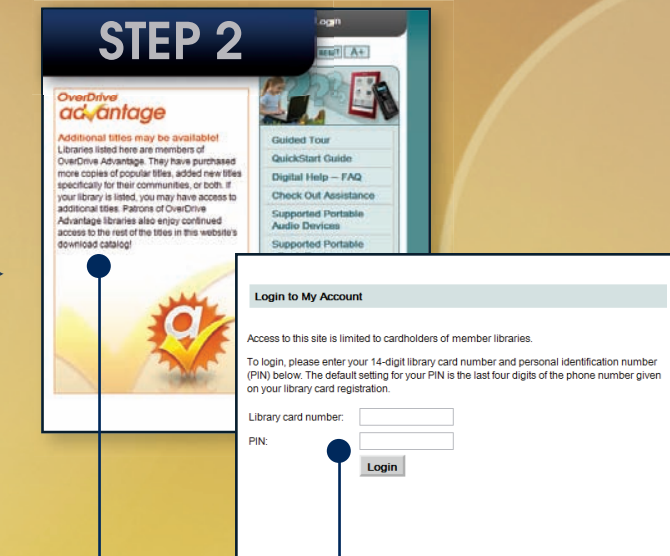 STEP 2
Login
A+
OverDrive
advantage
Additional titles may be available!
Libraries listed here are members of
OverDrive Advantage. They have purchased
more copies of popular titles, added new titles
specifically for their communities, or both. If
your library is listed, you may have access to
additional titles. Patrons of OverDrive
Advantage libraries also enjoy continued
access to the rest of the titles in this website's
download catalog!
a
Guided Tour
QuickStart Guide
Digital Help – FAQ
Check Out Assistance
Supported Portable
Audio Devices
Supported Portable
Login to My Account
Access to this site is limited to cardholders of member libraries.
To login, please enter your 14-digit library card number and personal identification number
(PIN) below. The default setting for your PIN is the last four digits of the phone number given
on your library card registration.
Library card number:
PIN:
Login